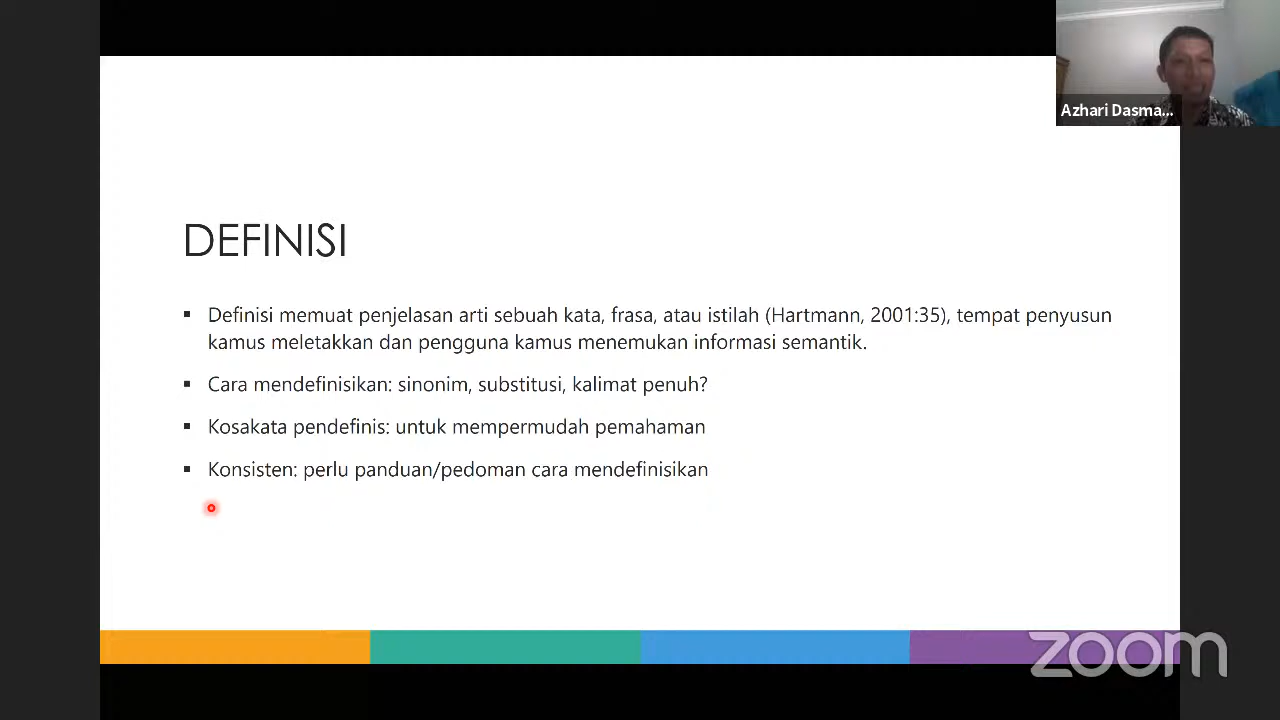 Azhari Dasma...
DEFINISI
▪ Definisi memuat penjelasan arti sebuah kata, frasa, atau istilah (Hartmann, 2001:35), tempat penyusun
kamus meletakkan dan pengguna kamus menemukan informasi semantik.
▪ Cara mendefinisikan: sinonim, substitusi, kalimat penuh?
▪ Kosakata pendefinis: untuk mempermudah pemahaman
▪ Konsisten: perlu panduan/pedoman cara mendefinisikan
zoom